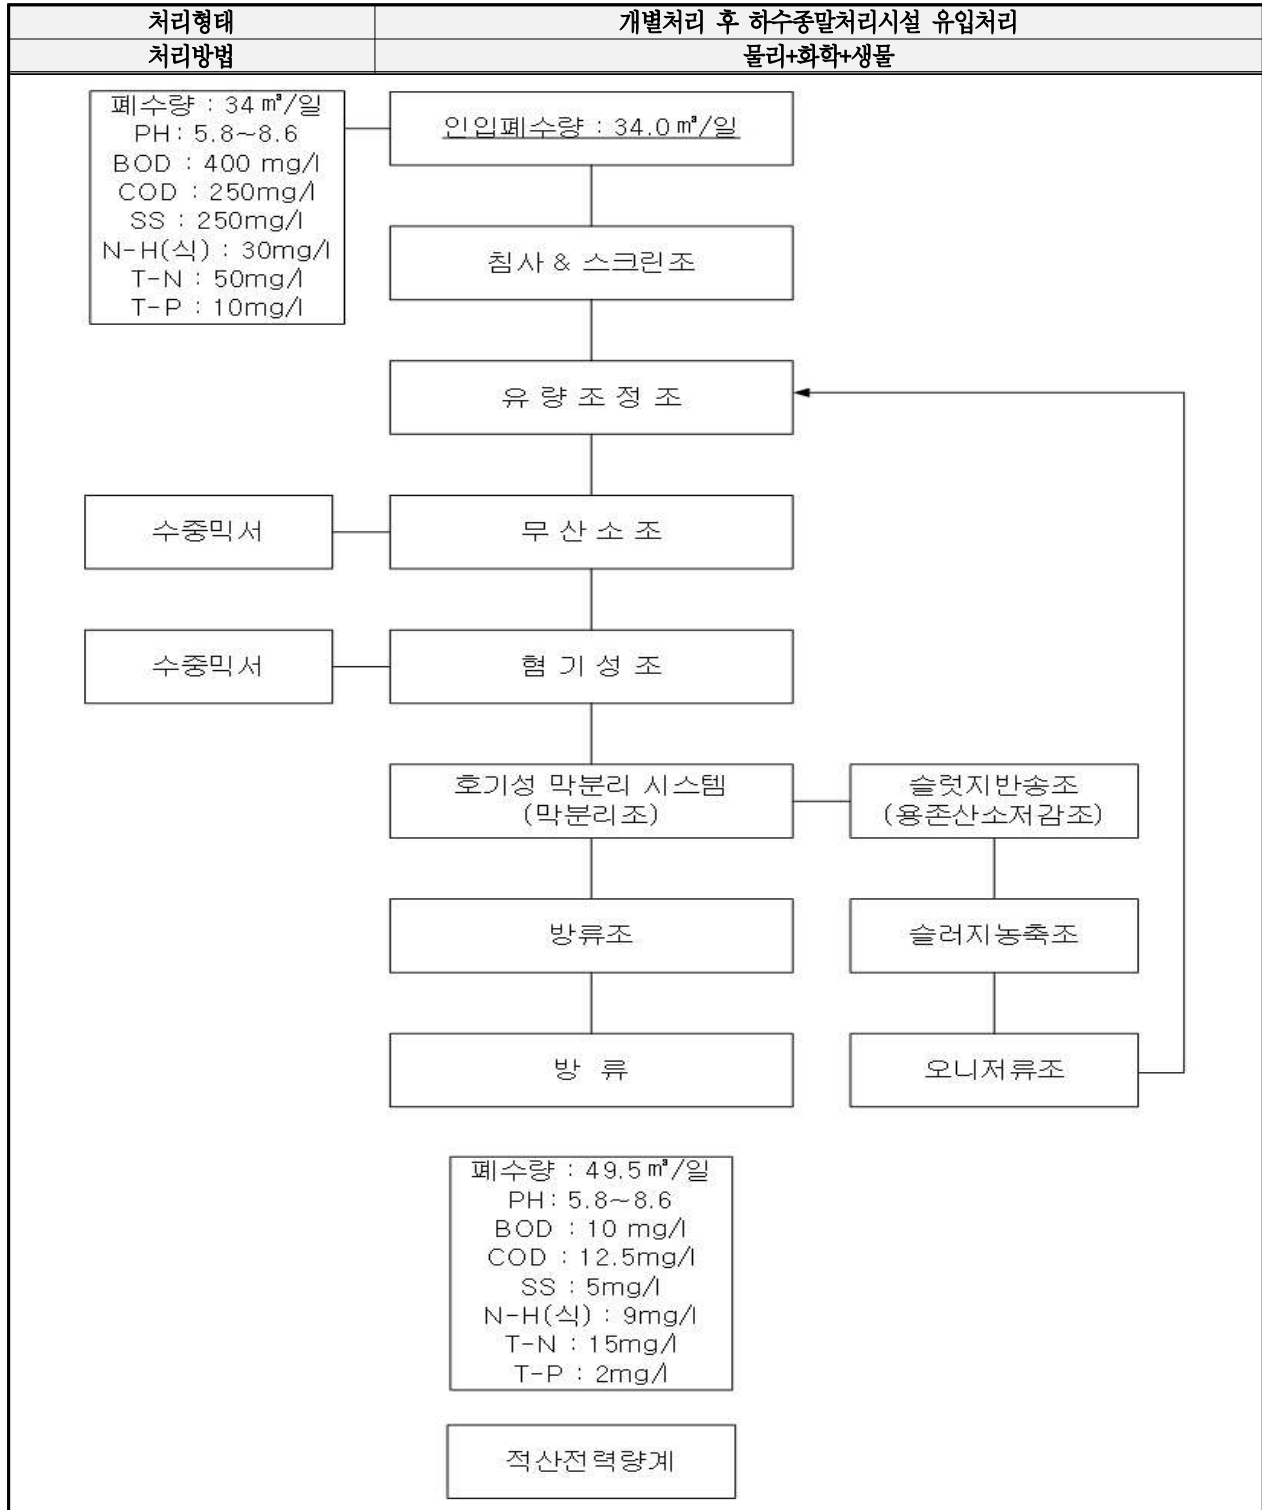 처리형태 개별처리 후 하수종말처리시설 유입처리
처리방법 물리+화학+생물
폐수량 : 34㎥/일
PH: 5.8~8.6
BOD : 400 mg/l
COD : 250mg/l
SS : 250mg/l
N-H(식) : 30mg/l
T-N : 50mg/l
T-P : 10mg/l
인입폐수량 : 34.0㎥/일
침사 & 스크린조
유 량 조 정 조
수중믹서
무 산 소 조
수중믹서
혐 기 성 조
호기성 막분리 시스템
(막분리조)
슬럿지반송조
(용존산소저감조)
방류조
슬러지농축조
방 류
오니저류조
폐수량 : 49.5㎥/일
PH: 5.8~8.6
BOD : 10 mg/l
COD : 12.5mg/l
SS : 5mg/l
N-H(식) : 9mg/l
T-N : 15mg/l
T-P : 2mg/l
적산전력량계